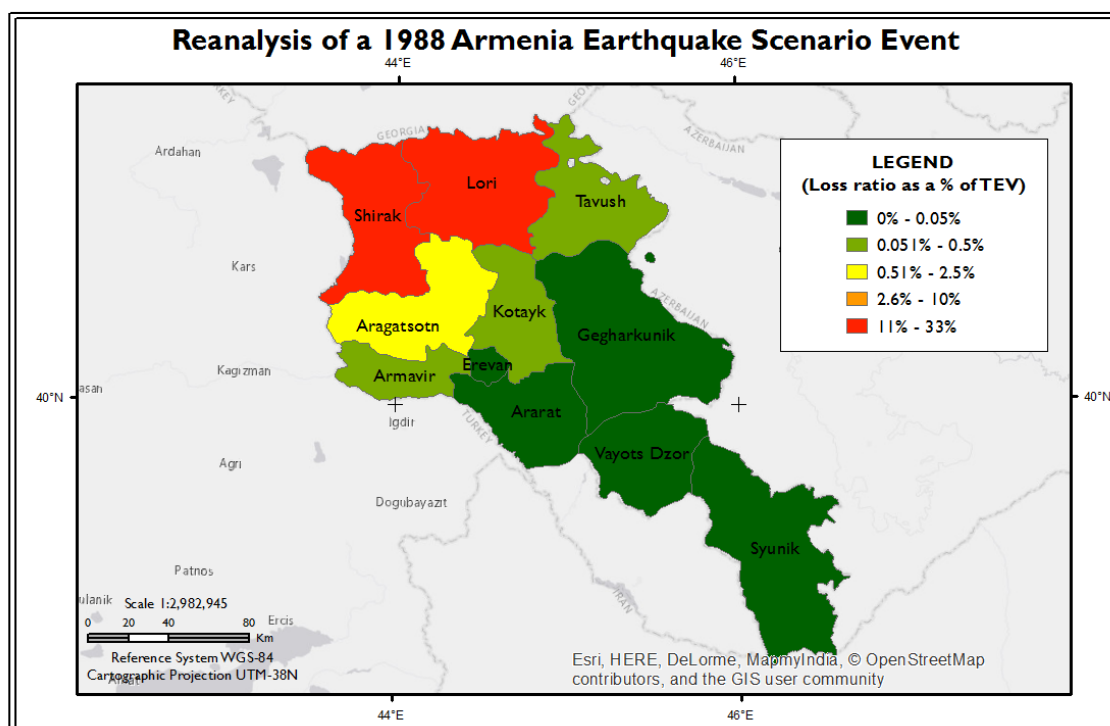 Reanalysis of a 1988 Armenia Earthquake Scenario Event
44°E
46°E
GEORGIA
AZERBAIJAN
Ardahan
LEGEND
(Loss ratio as a % of TEV)
0% - 0.05%
0.051% - 0.5%
0.51% - 2.5%
2.6% - 10%
11% - 33%
Lori
Shirak
Tavush
Kars
AZERBAIJAN
Kotayk
Aragatsotn
Gegharkunik
Erevan
Kagizman
Armavir
40°N
40°N
Ararat
Igdir
TURKEY
Vayots Dzor
Agri
Dogubayazit
Syunik
Patnos
IRAN
Scale 1:2,982,945
Ercis
0 20 40 80
Km
Reference System WGS-84
Cartographic Projection UTM-38N
Esri, HERE, DeLorme, MapmyIndia, © OpenStreetMap
contributors, and the GIS user community
44°E
46°E